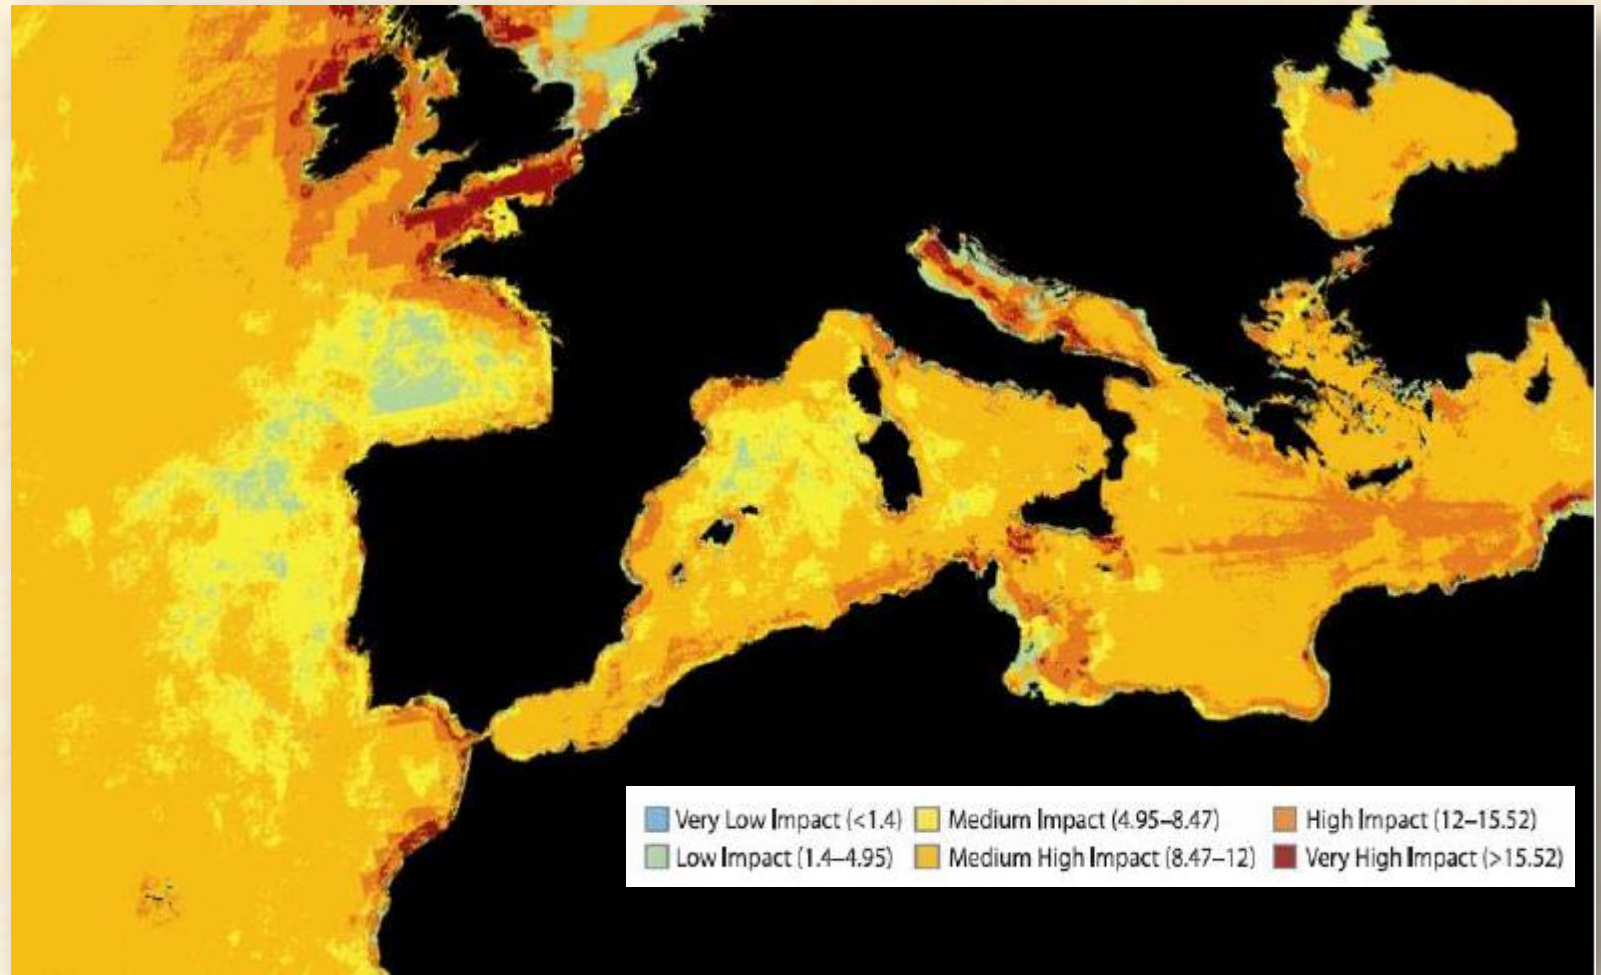 Very Low Impact (<1.4) Medium Impact (4.95–8.47) High Impact (12–15.52)
Low Impact (1.4–4.95) Medium High Impact (8.47–12) Very High Impact (>15.52)